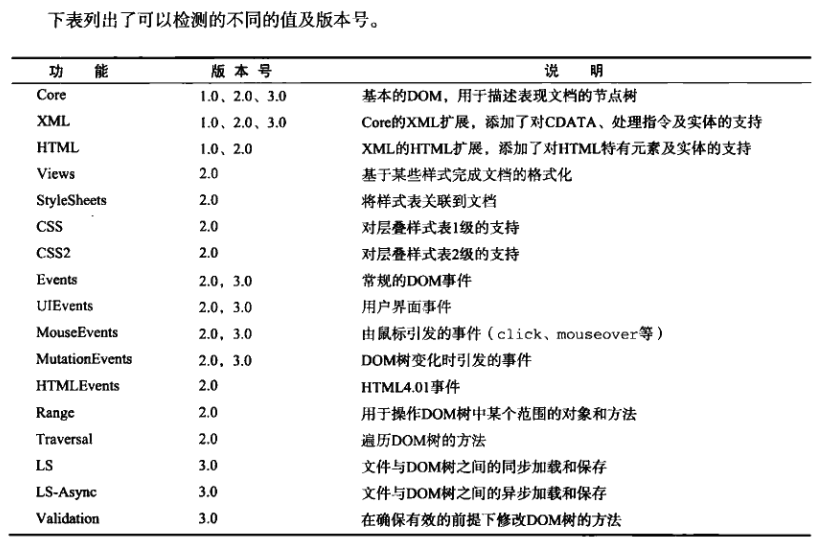 下表列出了可以检测的不同的值及版本号。
功 能 版 本 号 说 明
Core 1.0、2.0、3.0 基本的DOM，用于描述表现文档的节点树
XML 1.0、2.0、3.0 Core的XML扩展，添加了对CDATA、处理指令及实体的支持
HTML 1.0、2.0 XML的HTML扩展，添加了对HTML特有元素及实体的支持
Views 2.0 基于某些样式完成文档的格式化
StyleSheets 2.0 将样式表关联到文档
CSS 2.0 对层叠样式表1级的支持
CSS2 2.0 对层叠样式表2级的支持
Events 2.0，3.0 常规的DOM事件
UIEvents 2.0，3.0 用户界面事件
MouseEvents 2.0，3.0 由鼠标引发的事件（click、mouseover等）
MutationEvents 2.0，3.0 DOM树变化时引发的事件
HTMLEvents 2.0 HTML4.01事件
Range 2.0 用于操作DOM树中某个范围的对象和方法
Traversal 2.0 遍历DOM树的方法
LS 3.0 文件与DOM树之间的同步加载和保存
LS-Async 3.0 文件与DOM树之间的异步加载和保存
Validation 3.0 在确保有效的前提下修改DOM树的方法